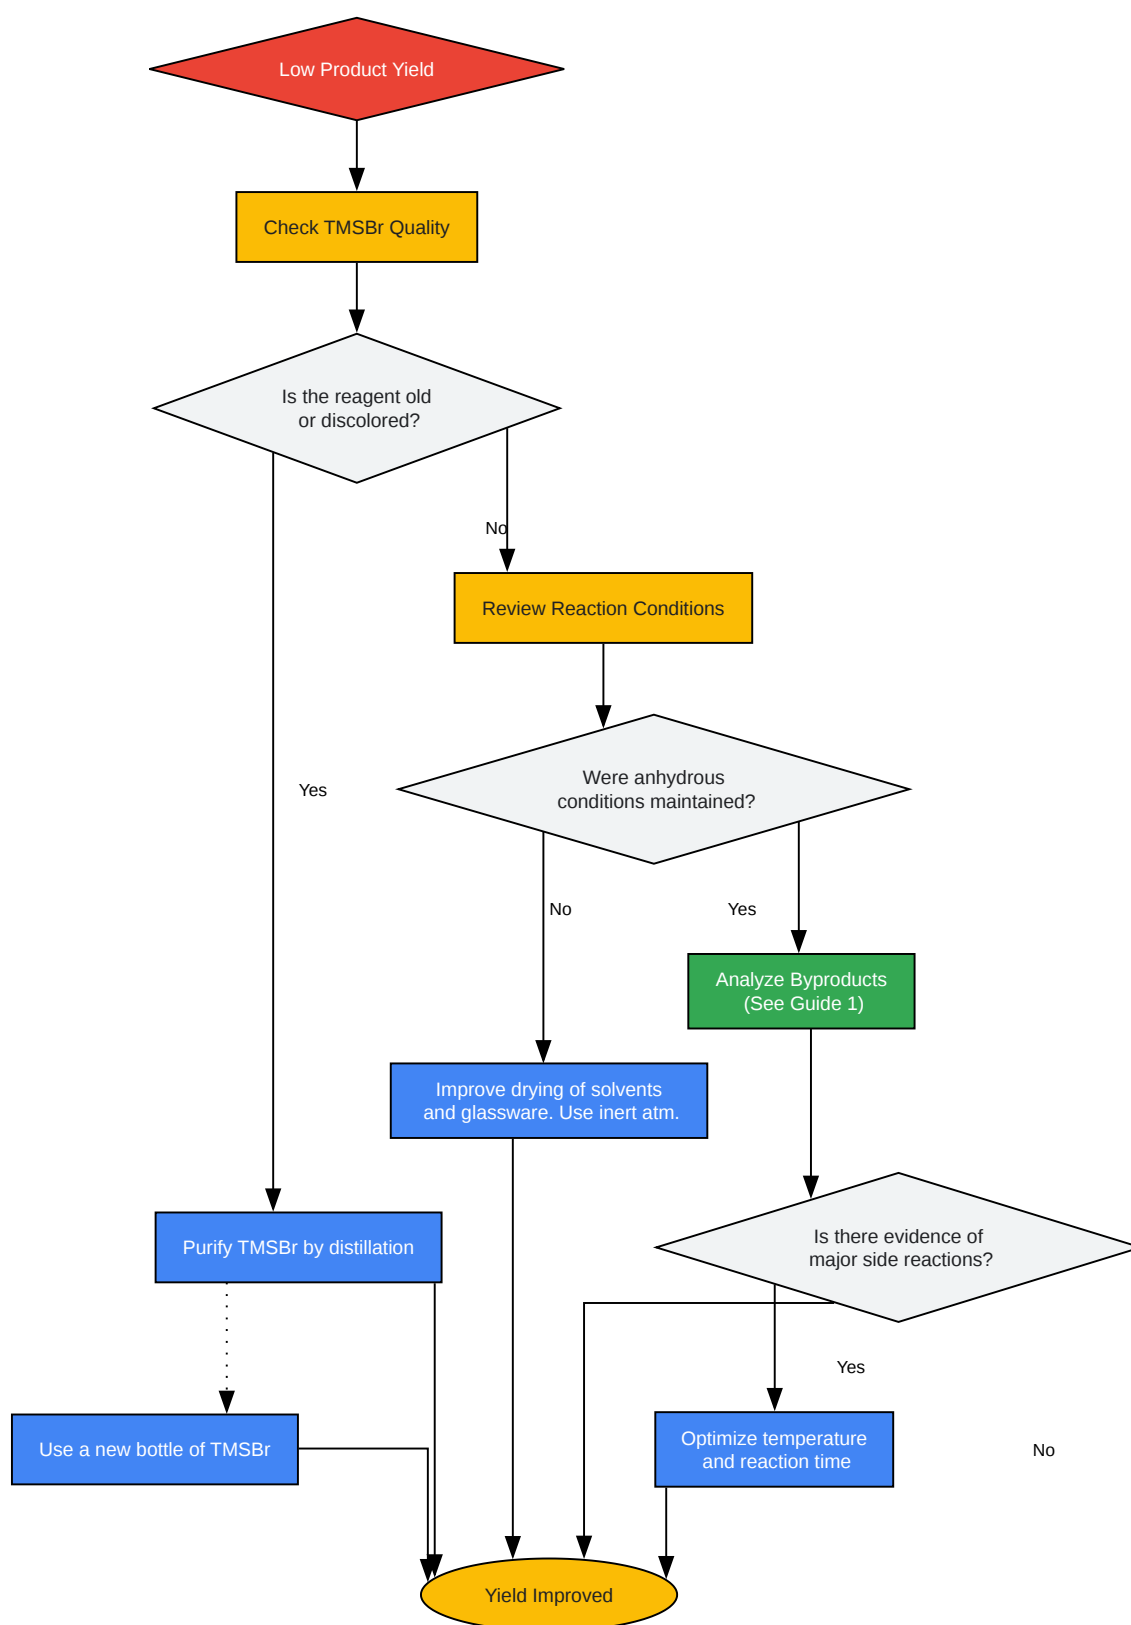 Low Product Yield
Check TMSBr Quality
Is the reagent old
or discolored?
No
Review Reaction Conditions
Were anhydrous
conditions maintained?
Yes
No
Yes
Analyze Byproducts
(See Guide 1)
Improve drying of solvents
and glassware. Use inert atm.
Purify TMSBr by distillation
Is there evidence of
major side reactions?
Yes
Use a new bottle of TMSBr
Optimize temperature
and reaction time
No
Yield Improved